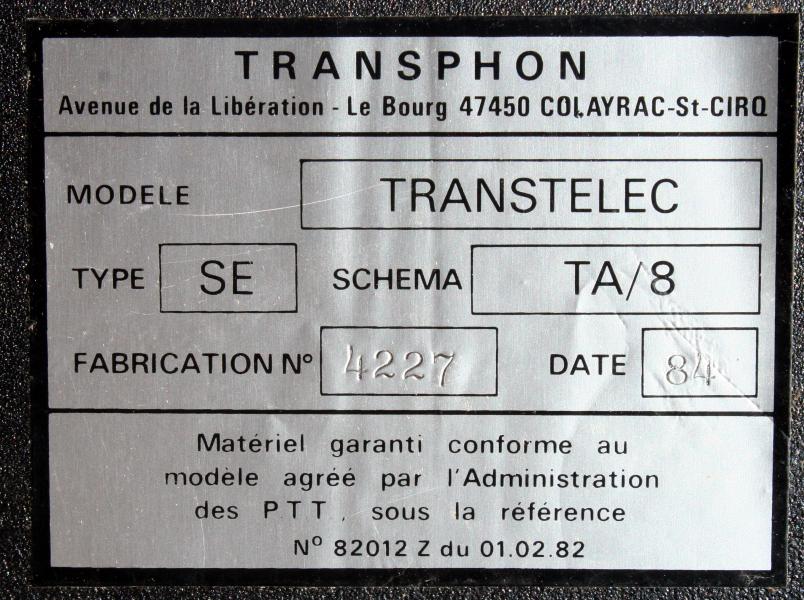 TRANSPHON
Avenue de la Libération - Le Bourg 47450 COLAYRAC-St-CIRQ
MODELE TRANSTELEC
TYPE SE SCHEMA TA/8
FABRICATION N° 4227 DATE 84
Matériel garanti conforme au
modèle agréé par l'Administration
des P.T.T., sous la référence
N° 82012 Z du 01.02.82